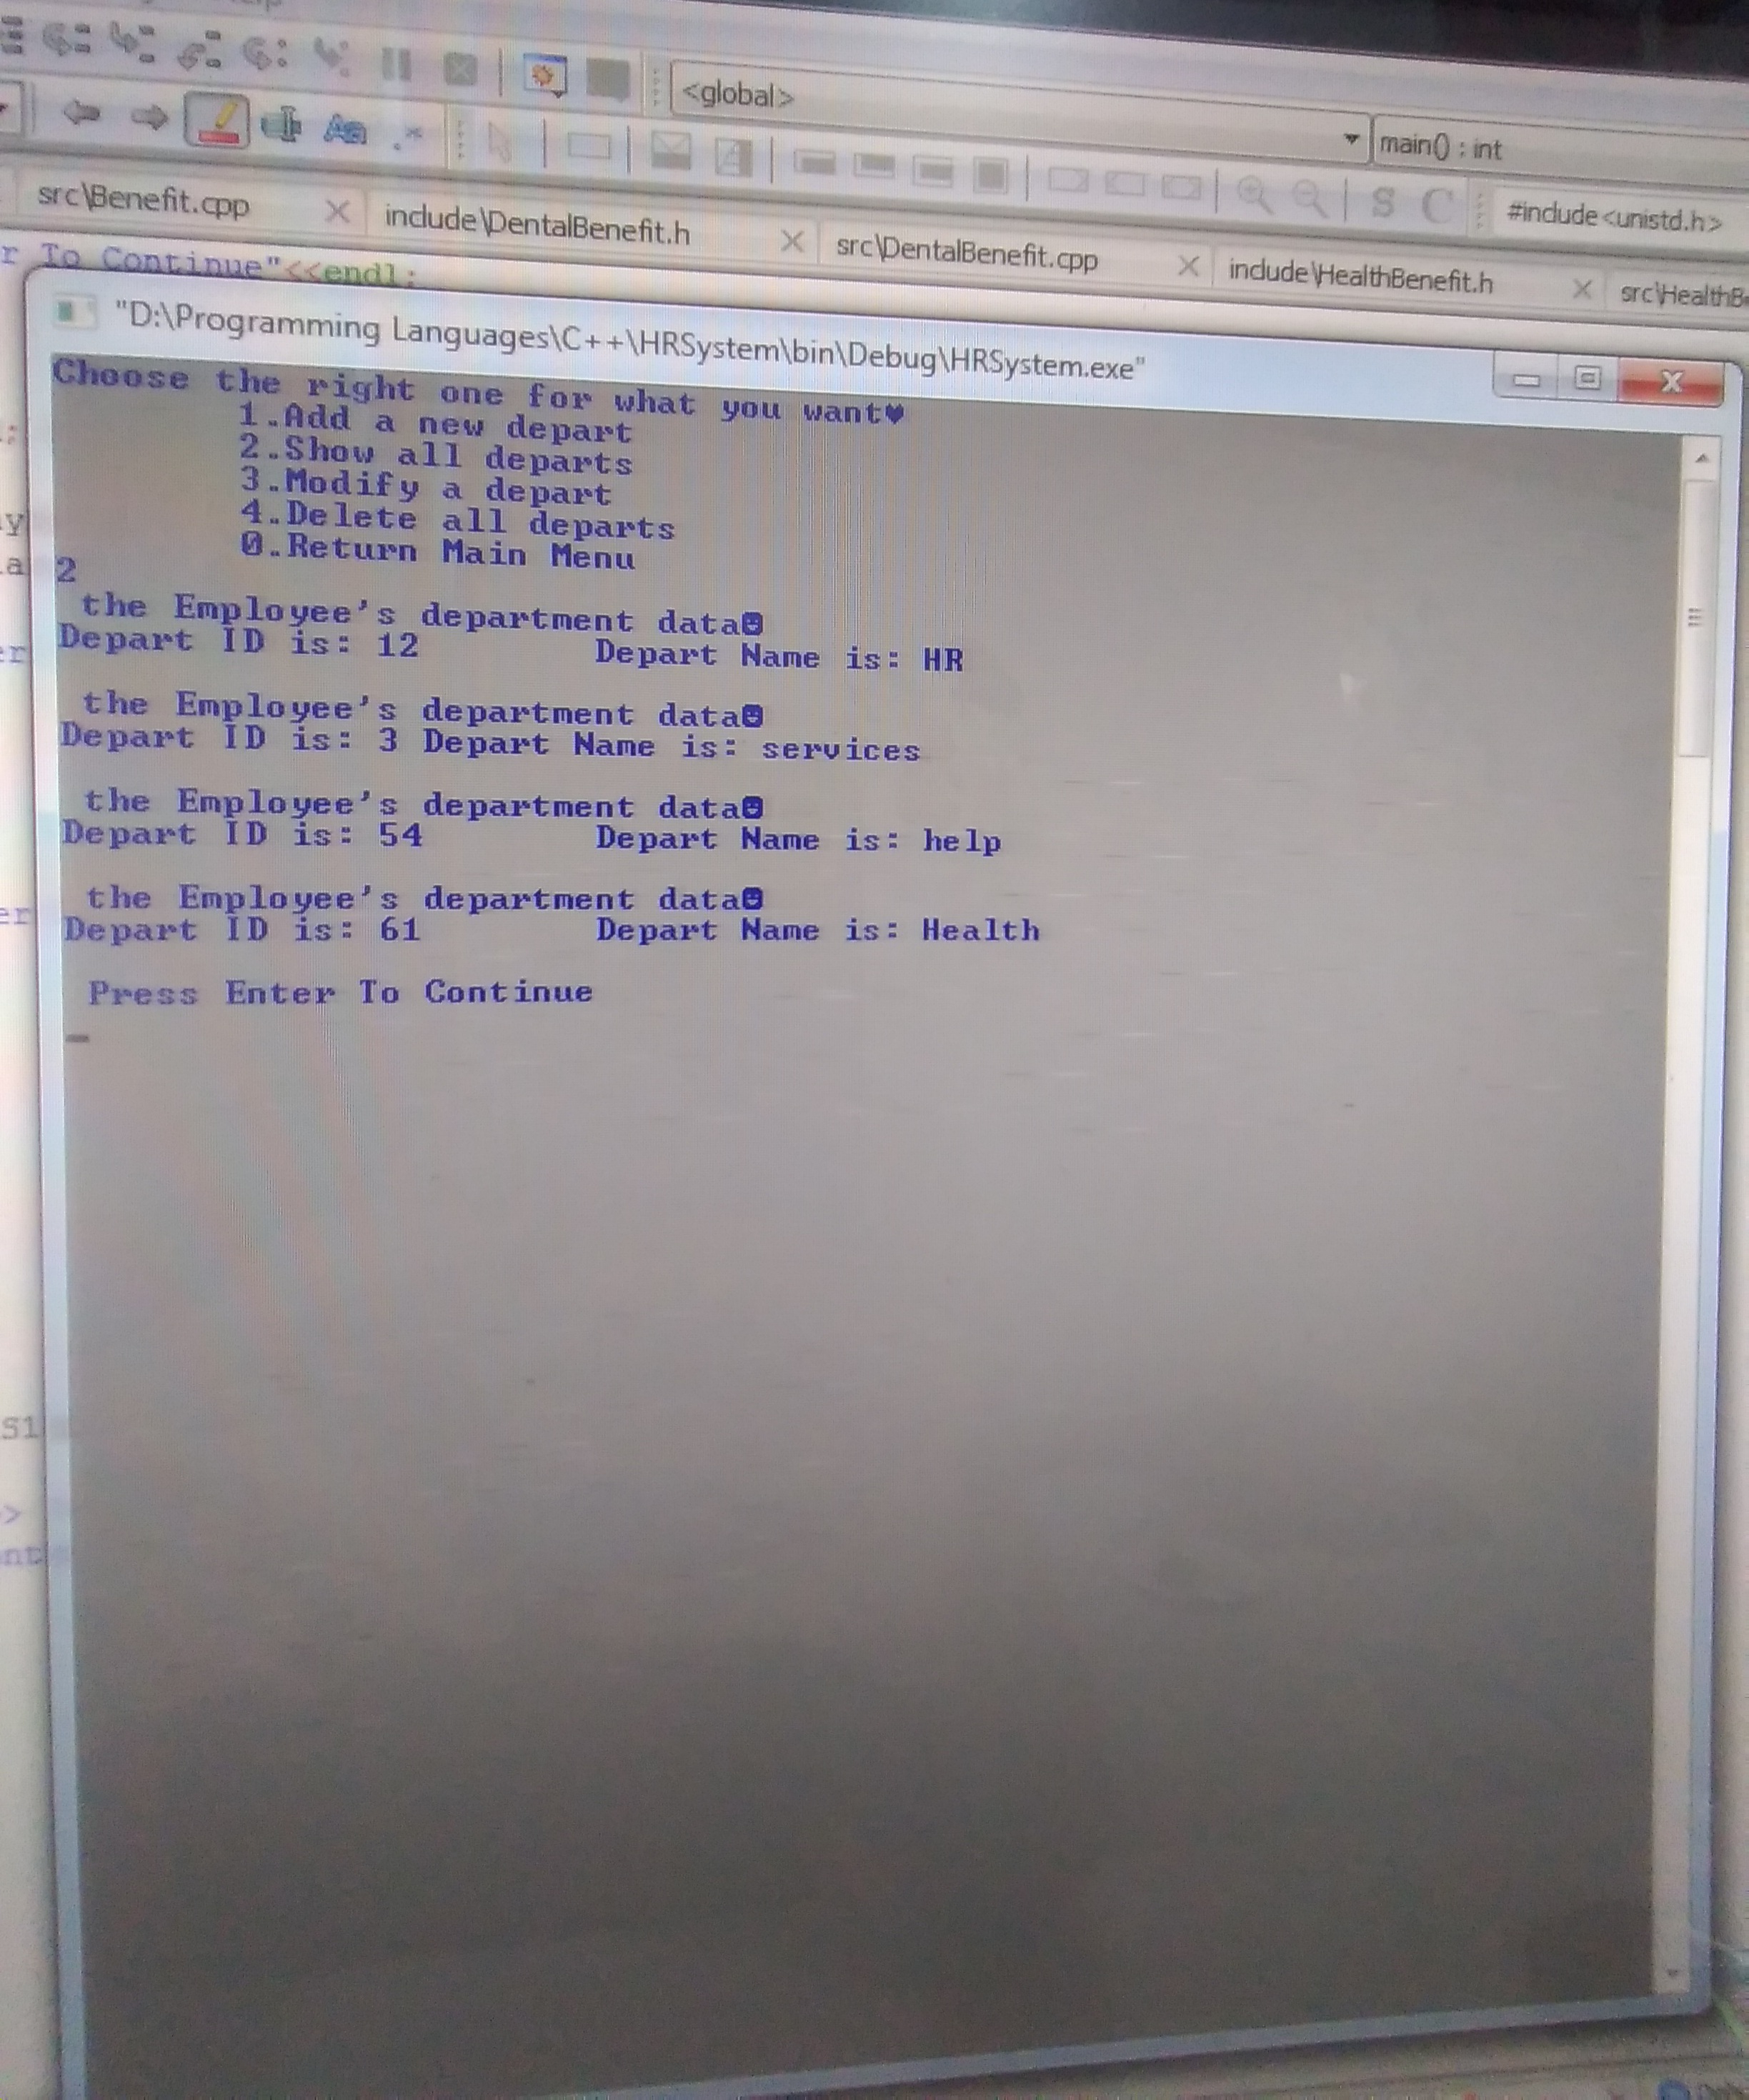 <global>
main() : int
#include<unistd.h>
src\Benefit.cpp
include\DentalBenefit.h
src\DentalBenefit.cpp
include\HealthBenefit.h
r To Continue"<<endl;
"D:\Programming Languages\C++\HRSystem\bin\Debug\HRSystem.exe"
Choose the right one for what you want♥
1.Add a new depart
2.Show all departs
3.Modify a depart
4.Delete all departs
0.Return Main Menu
2
the Employee's department data☻
Depart ID is: 12 Depart Name is: HR
the Employee's department data☻
Depart ID is: 3 Depart Name is: services
the Employee's department data☻
Depart ID is: 54 Depart Name is: help
the Employee's department data☻
Depart ID is: 61 Depart Name is: Health
Press Enter To Continue